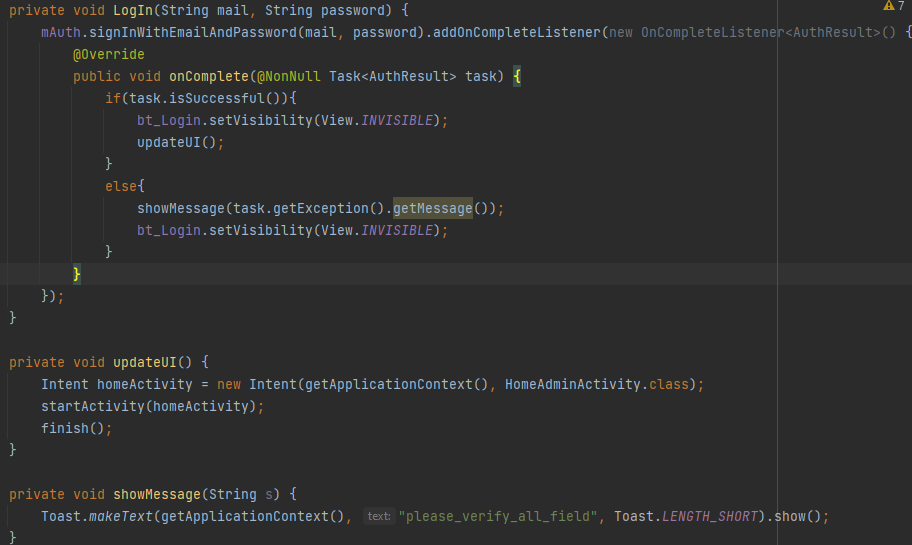 private void LogIn(String mail, String password) {
7
mAuth.signInWithEmailAndPassword(mail, password).addOnCompleteListener(new OnCompleteListener<AuthResult>() {
@Override
public void onComplete(@NonNull Task<AuthResult> task) {
if(task.isSuccessful()){
bt_Login.setVisibility(View.INVISIBLE);
updateUI();
}
else{
showMessage(task.getException().getMessage());
bt_Login.setVisibility(View.INVISIBLE);
}
}
});
}
private void updateUI() {
Intent homeActivity = new Intent(getApplicationContext(), HomeAdminActivity.class);
startActivity(homeActivity);
finish();
}
private void showMessage(String s) {
Toast.makeText(getApplicationContext(), text: "please_verify_all_field", Toast.LENGTH_SHORT).show();
}